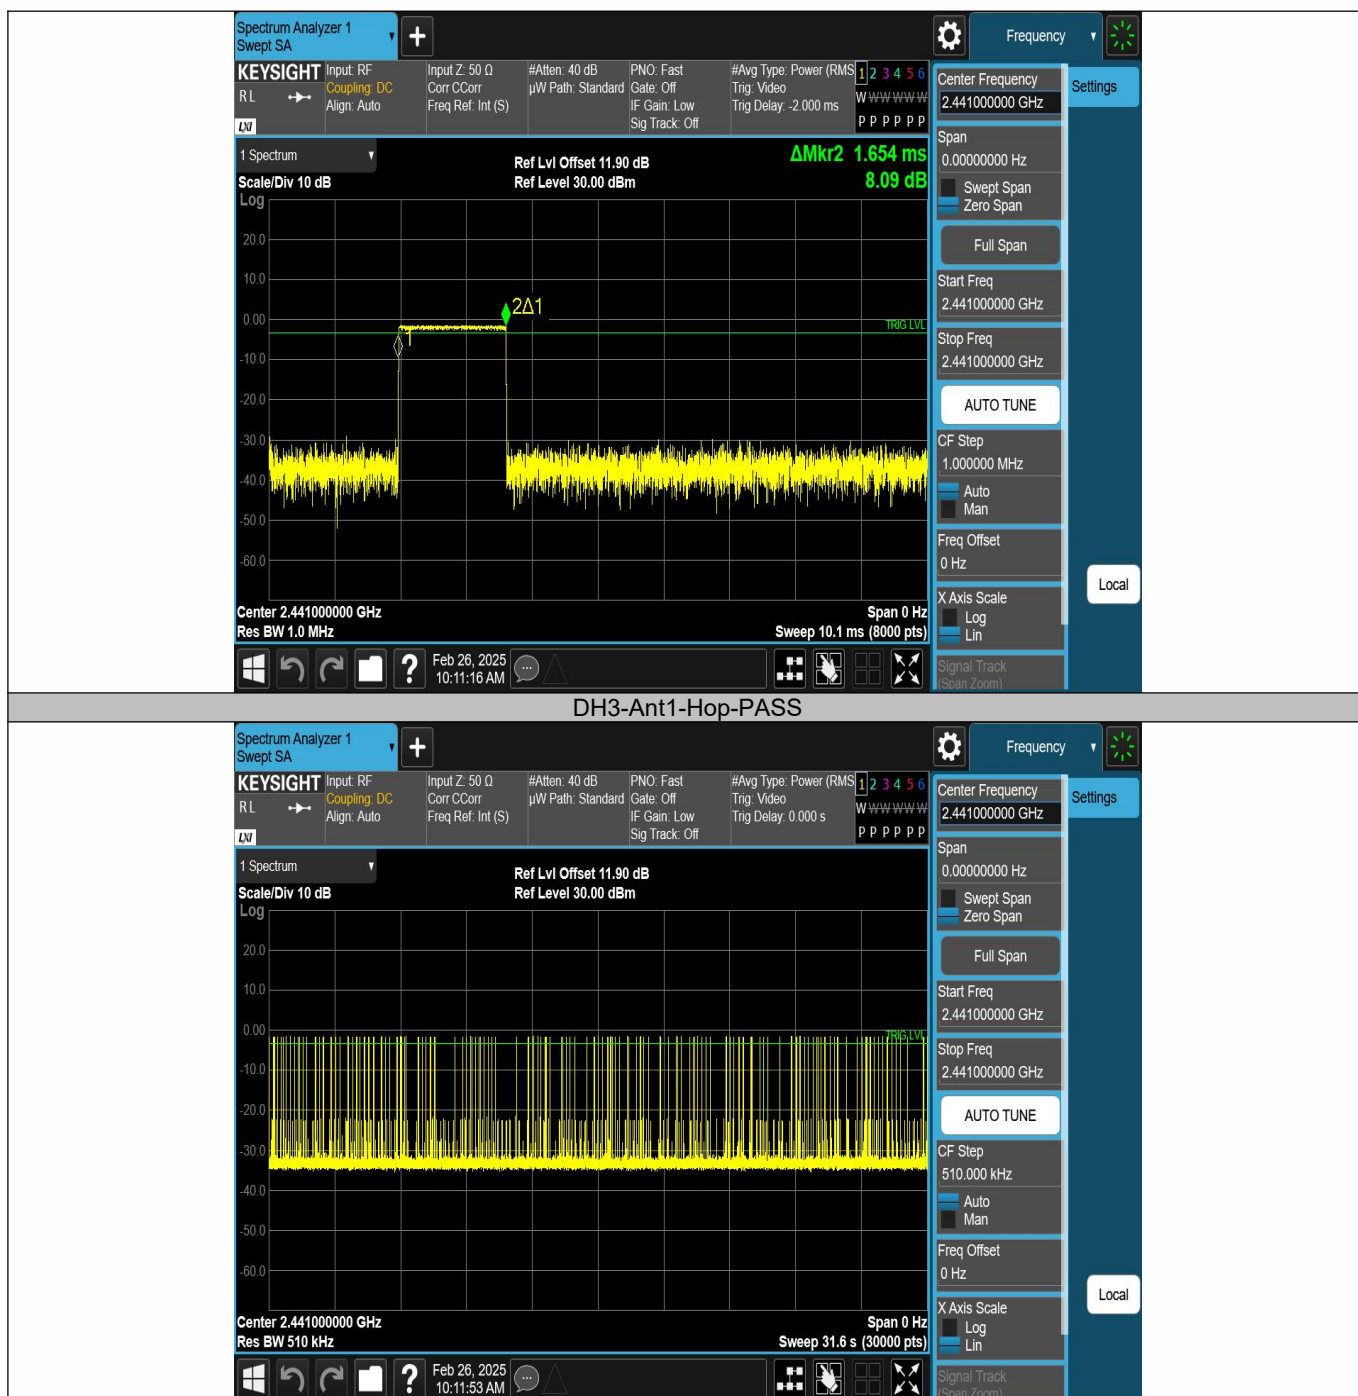 Spectrum Analyzer 1
Swept SA
+
Frequency
KEYSIGHT
RL
LXI
Input: RF
Coupling: DC
Align: Auto
Input Z: 50 Ω
Corr CCorr
Freq Ref: Int (S)
#Atten: 40 dB
µW Path: Standard
PNO: Fast
Gate: Off
IF Gain: Low
Sig Track: Off
#Avg Type: Power (RMS
Trig: Video
Trig Delay: -2.000 ms
1 2 3 4 5 6
W W W W W W
P P P P P P
Center Frequency
2.441000000 GHz
Settings
1 Spectrum
Scale/Div 10 dB
Log
Ref Lvl Offset 11.90 dB
Ref Level 30.00 dBm
ΔMkr2 1.654 ms
8.09 dB
20.0
10.0
0.00
-10.0
-20.0
-30.0
-40.0
-50.0
-60.0
2Δ1
1
TRIG LVL
Span
0.00000000 Hz
Swept Span
Zero Span
Full Span
Start Freq
2.441000000 GHz
Stop Freq
2.441000000 GHz
AUTO TUNE
CF Step
1.000000 MHz
Auto
Man
Freq Offset
0 Hz
X Axis Scale
Log
Lin
Signal Track
(Span Zoom)
Local
Center 2.441000000 GHz
Res BW 1.0 MHz
Span 0 Hz
Sweep 10.1 ms (8000 pts)
?
Feb 26, 2025
10:11:16 AM
DH3-Ant1-Hop-PASS
Spectrum Analyzer 1
Swept SA
+
Frequency
KEYSIGHT
RL
LXI
Input: RF
Coupling: DC
Align: Auto
Input Z: 50 Ω
Corr CCorr
Freq Ref: Int (S)
#Atten: 40 dB
µW Path: Standard
PNO: Fast
Gate: Off
IF Gain: Low
Sig Track: Off
#Avg Type: Power (RMS
Trig: Video
Trig Delay: 0.000 s
1 2 3 4 5 6
W W W W W W
P P P P P P
Center Frequency
2.441000000 GHz
Settings
1 Spectrum
Scale/Div 10 dB
Log
Ref Lvl Offset 11.90 dB
Ref Level 30.00 dBm
20.0
10.0
0.00
-10.0
-20.0
-30.0
-40.0
-50.0
-60.0
TRIG LVL
Span
0.00000000 Hz
Swept Span
Zero Span
Full Span
Start Freq
2.441000000 GHz
Stop Freq
2.441000000 GHz
AUTO TUNE
CF Step
510.000 kHz
Auto
Man
Freq Offset
0 Hz
X Axis Scale
Log
Lin
Signal Track
(Span Zoom)
Local
Center 2.441000000 GHz
Res BW 510 kHz
Span 0 Hz
Sweep 31.6 s (30000 pts)
?
Feb 26, 2025
10:11:53 AM